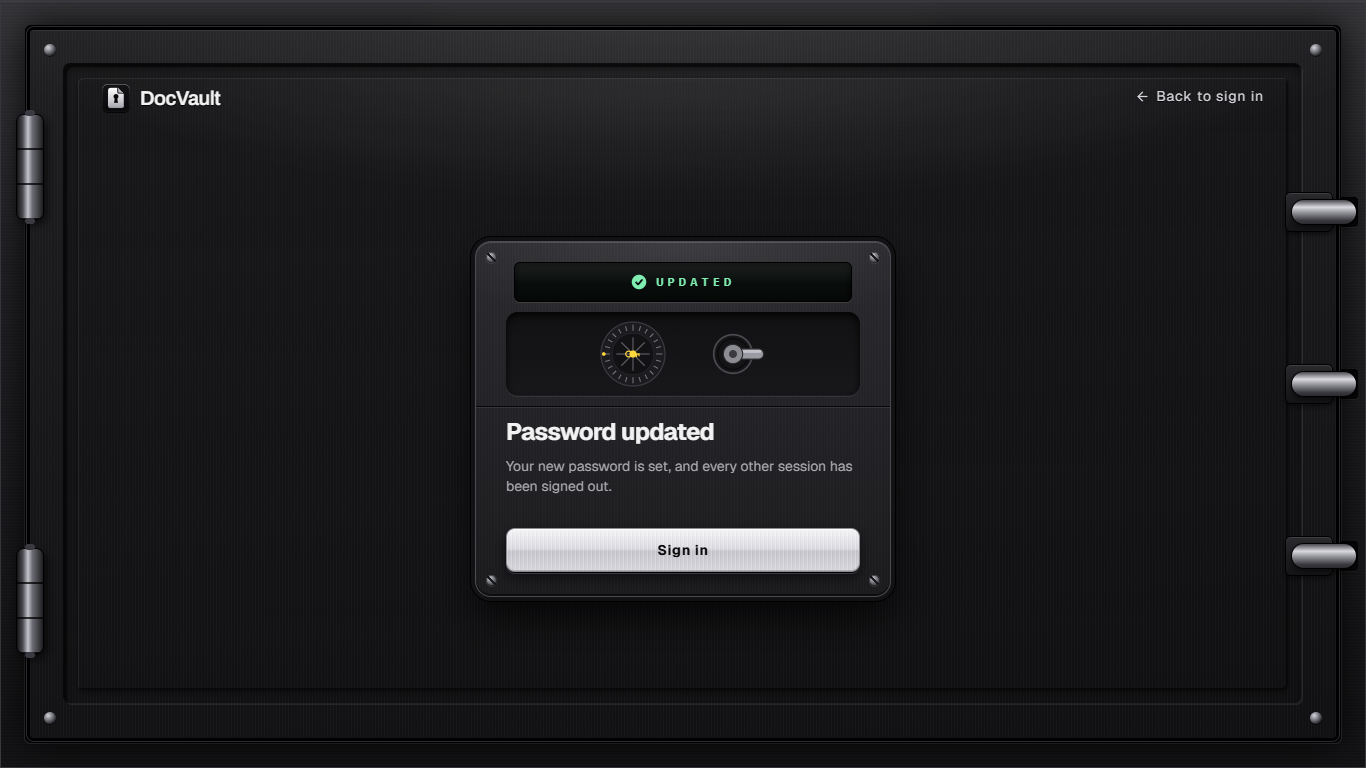 DocVault
← Back to sign in
UPDATED
Password updated
Your new password is set, and every other session has
been signed out.
Sign in